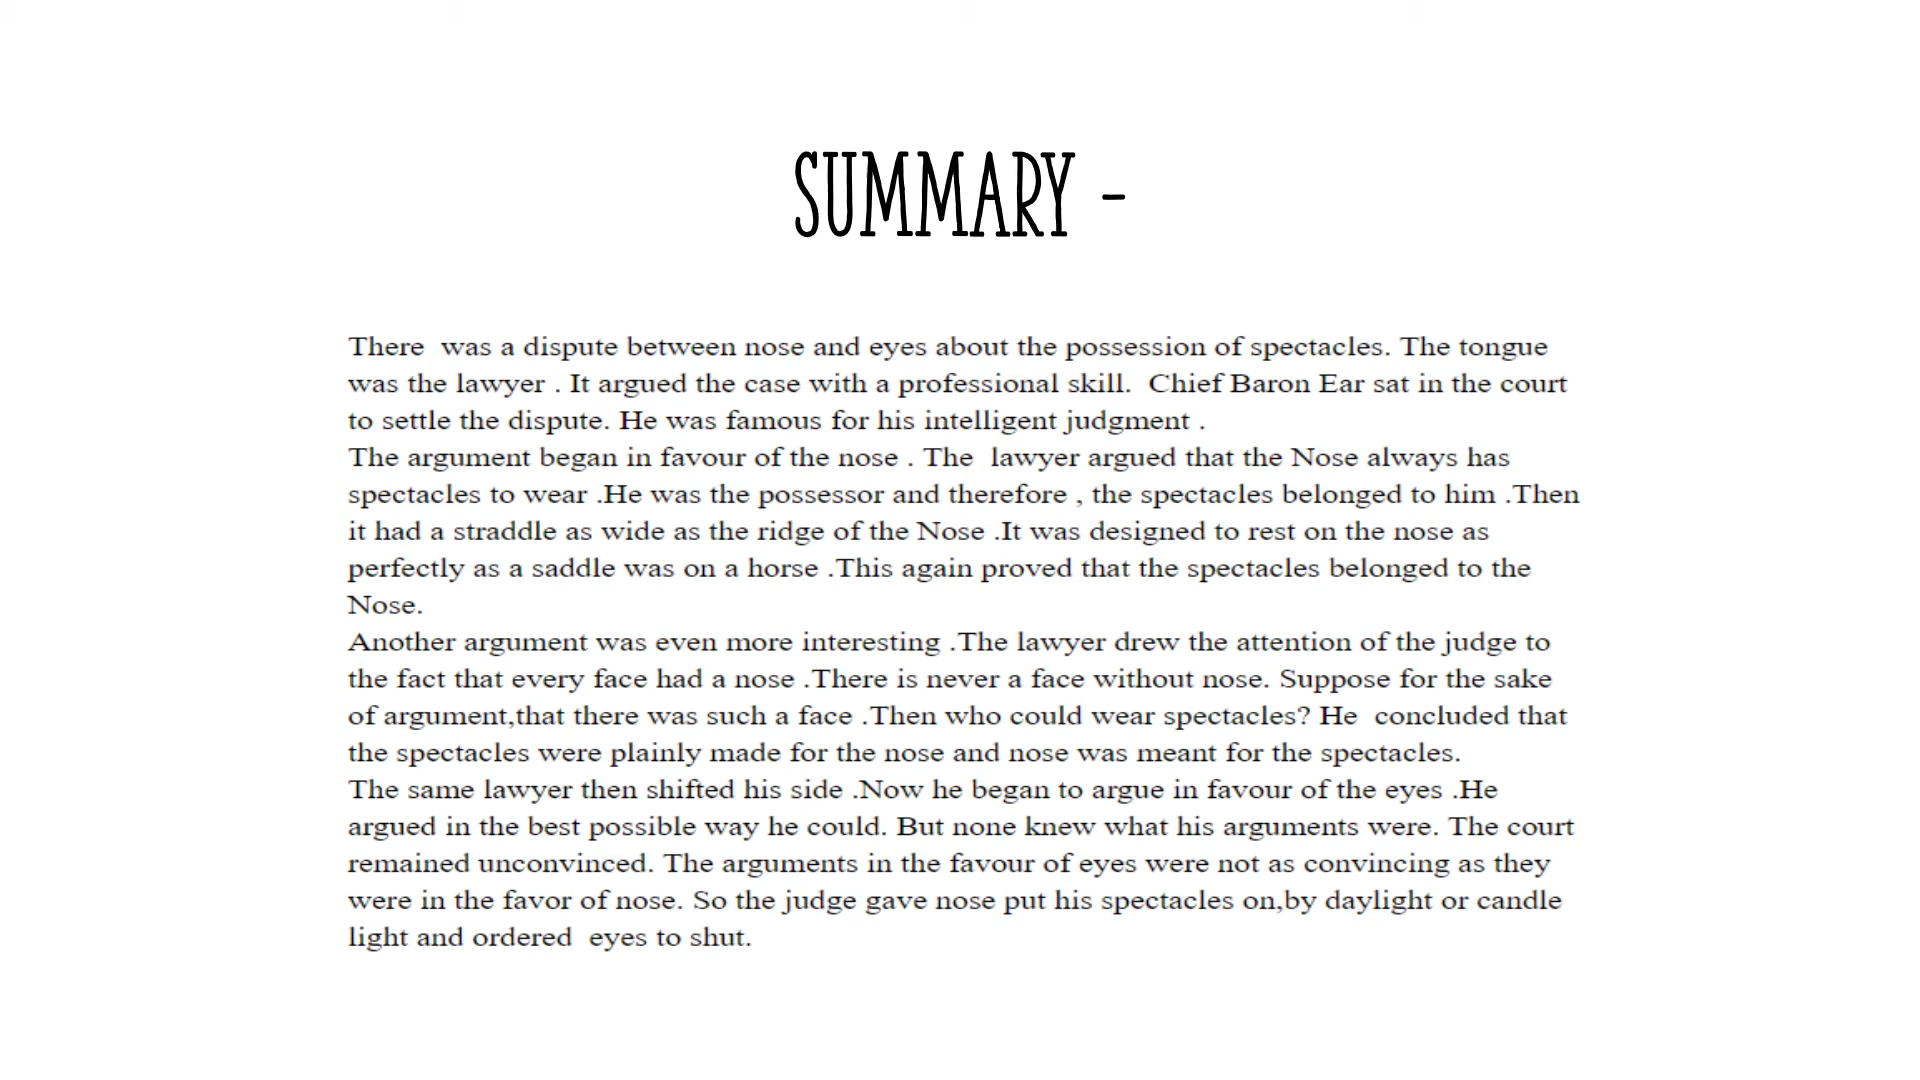 SUMMARY -
There was a dispute between nose and eyes about the possession of spectacles. The tongue
was the lawyer . It argued the case with a professional skill. Chief Baron Ear sat in the court
to settle the dispute. He was famous for his intelligent judgment .
The argument began in favour of the nose . The lawyer argued that the Nose always has
spectacles to wear .He was the possessor and therefore , the spectacles belonged to him .Then
it had a straddle as wide as the ridge of the Nose .It was designed to rest on the nose as
perfectly as a saddle was on a horse .This again proved that the spectacles belonged to the
Nose.
Another argument was even more interesting .The lawyer drew the attention of the judge to
the fact that every face had a nose .There is never a face without nose. Suppose for the sake
of argument,that there was such a face .Then who could wear spectacles? He concluded that
the spectacles were plainly made for the nose and nose was meant for the spectacles.
The same lawyer then shifted his side .Now he began to argue in favour of the eyes .He
argued in the best possible way he could. But none knew what his arguments were. The court
remained unconvinced. The arguments in the favour of eyes were not as convincing as they
were in the favor of nose. So the judge gave nose put his spectacles on,by daylight or candle
light and ordered eyes to shut.